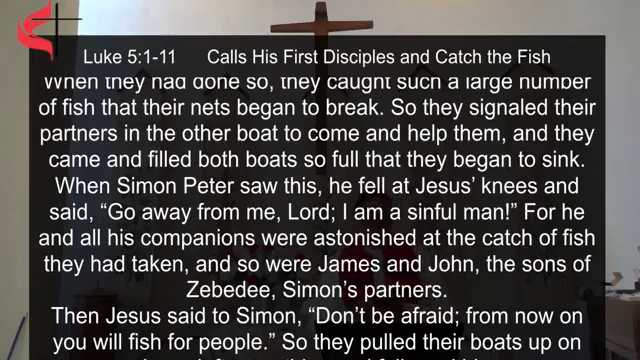 Luke 5:1-11 Calls His First Disciples and Catch the Fish
When they had done so, they caught such a large number
of fish that their nets began to break. So they signaled their
partners in the other boat to come and help them, and they
came and filled both boats so full that they began to sink.
When Simon Peter saw this, he fell at Jesus’ knees and
said, “Go away from me, Lord; I am a sinful man!” For he
and all his companions were astonished at the catch of fish
they had taken, and so were James and John, the sons of
Zebedee, Simon’s partners.
Then Jesus said to Simon, “Don’t be afraid; from now on
you will fish for people.” So they pulled their boats up on